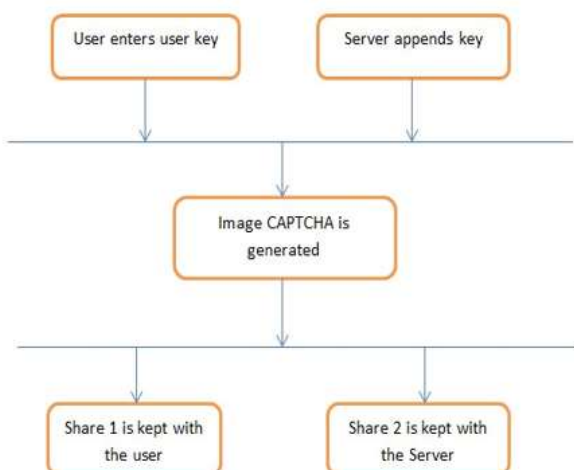 User enters user key
Server appends key
Image CAPTCHA is
generated
Share 1 is kept with
the user
Share 2 is kept with
the Server